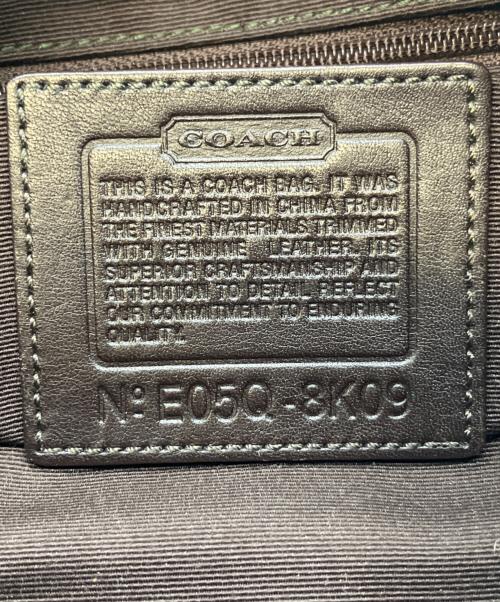 COACH
THIS IS A COACH BAG. IT WAS
HANDCRAFTED IN CHINA FROM
THE FINEST MATERIALS TRIMMED
WITH GENUINE LEATHER. ITS
SUPERIOR CRAFTSMANSHIP AND
ATTENTION TO DETAIL REFLECT
OUR COMMITMENT TO ENDURING
QUALITY.
Nº E05Q-8K09